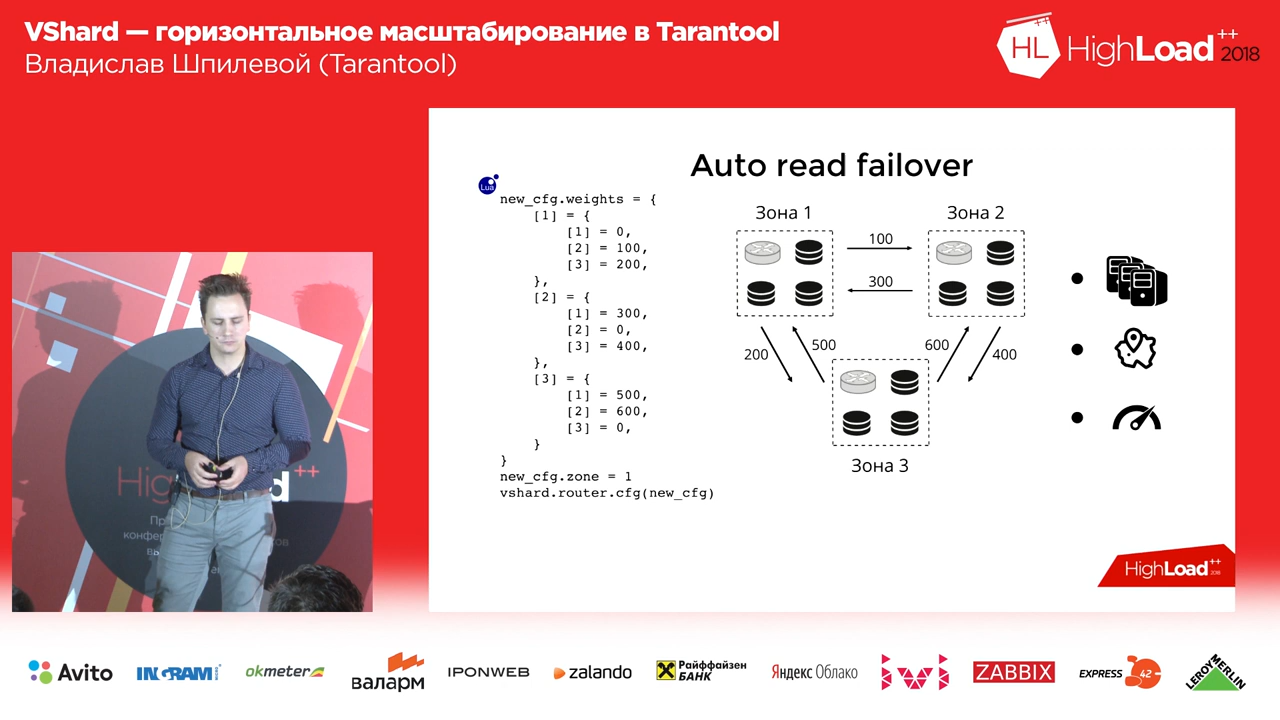 VShard — горизонтальное масштабирование в Tarantool
Владислав Шпилевой (Tarantool)
HL HighLoad++ 2018
Auto read failover
Lua
new_cfg.weights = {
[1] = {
[1] = 0,
[2] = 100,
[3] = 200,
},
[2] = {
[1] = 300,
[2] = 0,
[3] = 400,
},
[3] = {
[1] = 500,
[2] = 600,
[3] = 0,
}
}
new_cfg.zone = 1
vshard.router.cfg(new_cfg)
Зона 1
Зона 2
100
300
200
500
600
400
Зона 3
HighLoad++ 2018
Avito
INGRAM
okmeter
валарм
IPONWEB
zalando
Райффайзен
БАНК
Яндекс Облако
ivi
ZABBIX
EXPRESS 42
LEROY MERLIN